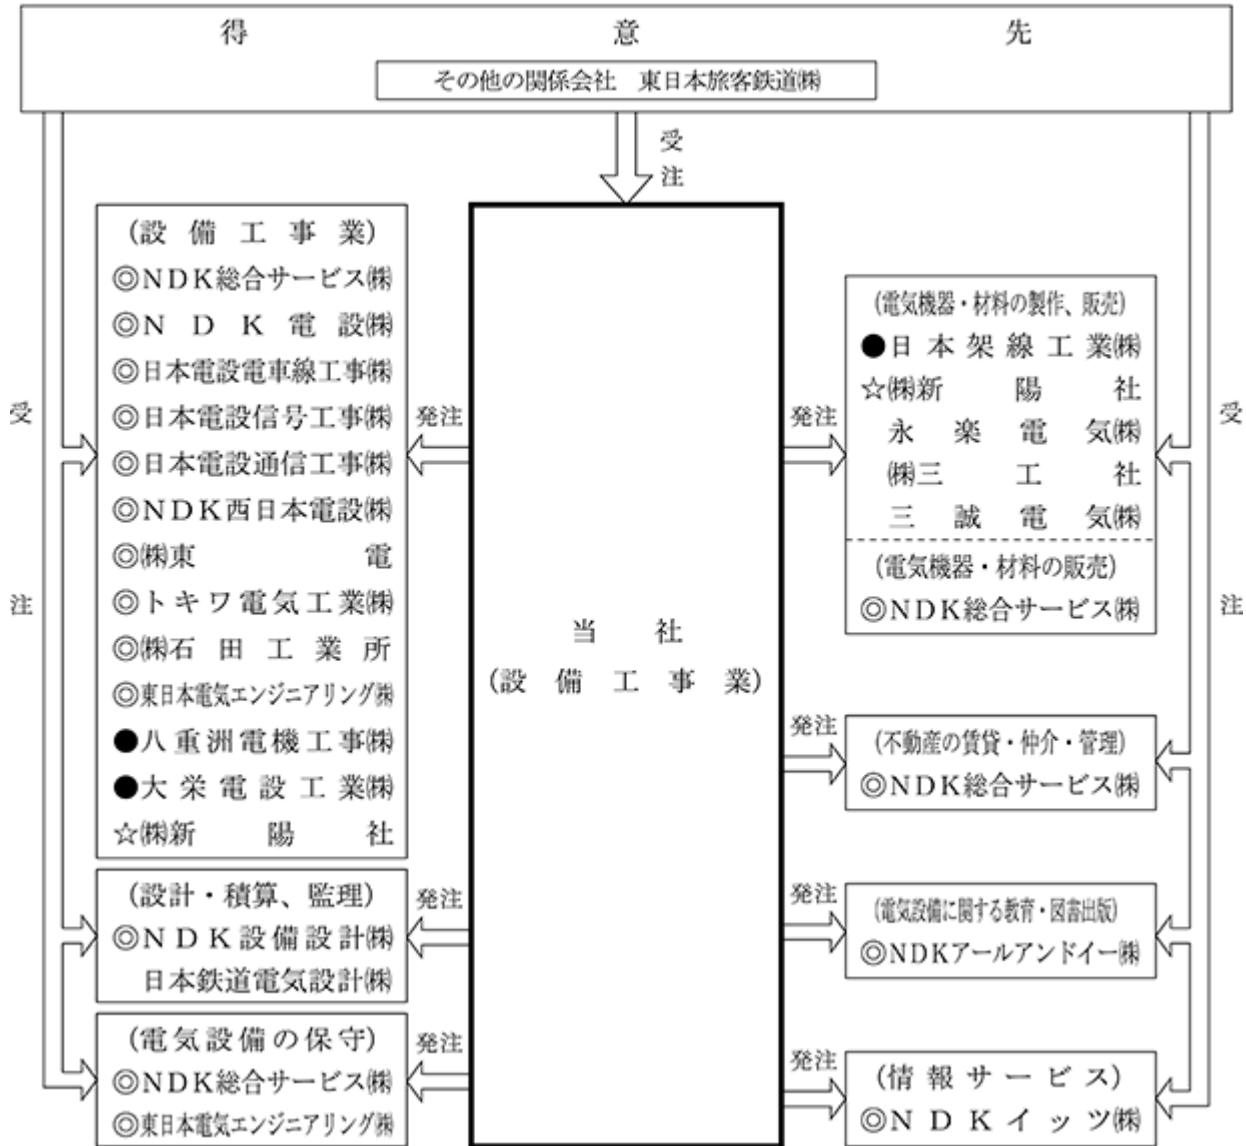 得意先
その他の関係会社 東日本旅客鉄道㈱
受注
受注
(設備工事業)
◎NDK総合サービス㈱
◎NDK電設㈱
◎日本電設電車線工事㈱
◎日本電設信号工事㈱
◎日本電設通信工事㈱
◎NDK西日本電設㈱
◎㈱東電
◎トキワ電気工業㈱
◎㈱石田工業所
◎東日本電気エンジニアリング㈱
●八重洲電機工事㈱
●大栄電設工業㈱
☆㈱新陽社
発注
(設計・積算、監理)
◎NDK設備設計㈱
日本鉄道電気設計㈱
発注
(電気設備の保守)
◎NDK総合サービス㈱
◎東日本電気エンジニアリング㈱
発注
当社
(設備工事業)
発注
(電気機器・材料の製作、販売)
●日本架線工業㈱
☆㈱新陽社
永楽電気㈱
㈱三工社
三誠電気㈱
(電気機器・材料の販売)
◎NDK総合サービス㈱
発注
(不動産の賃貸・仲介・管理)
◎NDK総合サービス㈱
発注
(電気設備に関する教育・図書出版)
◎NDKアールアンドイー㈱
発注
(情報サービス)
◎NDKイッツ㈱
受注